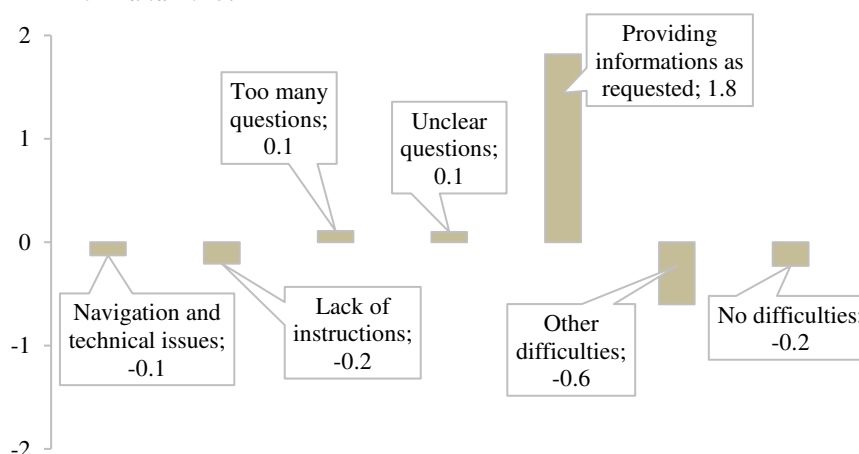 2
1
0
-1
-2
Too many
questions;
0.1
Unclear
questions;
0.1
Providing
informations as
requested; 1.8
Navigation and
technical issues;
-0.1
Lack of
instructions;
-0.2
Other
difficulties;
-0.6
No difficulties;
-0.2